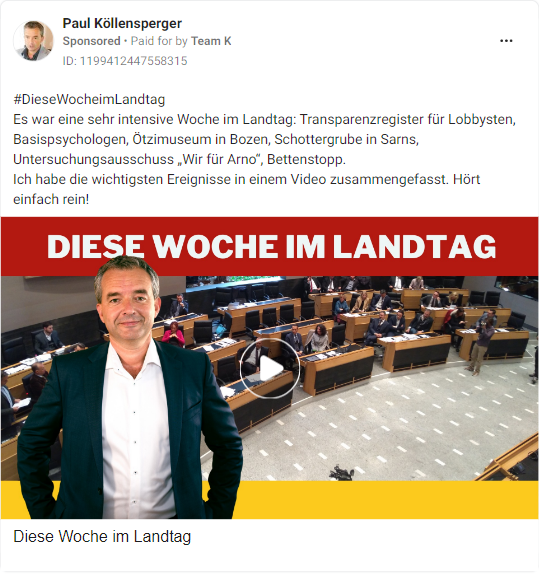 Paul Köllensperger
Sponsored • Paid for by Team K
ID: 1199412447558315
#DieseWocheimLandtag
Es war eine sehr intensive Woche im Landtag: Transparenzregister für Lobbysten,
Basispsychologen, Ötzimuseum in Bozen, Schottergrube in Sarns,
Untersuchungsausschuss „Wir für Arno“, Bettenstopp.
Ich habe die wichtigsten Ereignisse in einem Video zusammengefasst. Hört
einfach rein!
DIESE WOCHE IM LANDTAG
Diese Woche im Landtag